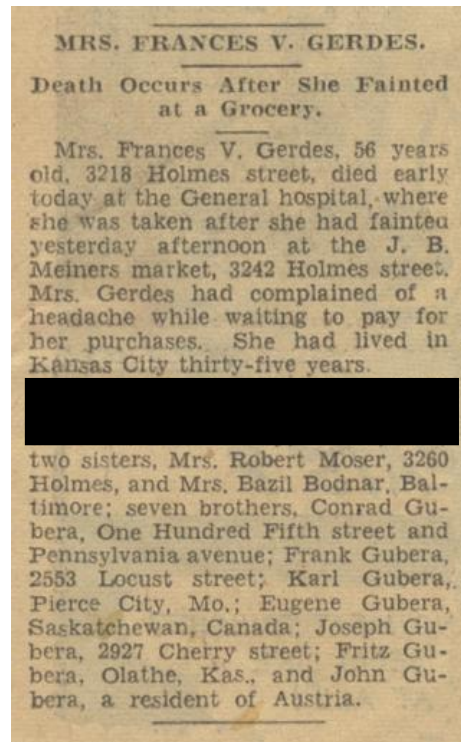 MRS. FRANCES V. GERDES.
Death Occurs After She Fainted
at a Grocery.
Mrs. Frances V. Gerdes, 56 years
old, 3218 Holmes street, died early
today at the General hospital, where
she was taken after she had fainted
yesterday afternoon at the J. B.
Meiners market, 3242 Holmes street.
Mrs. Gerdes had complained of a
headache while waiting to pay for
her purchases. She had lived in
Kansas City thirty-five years.
two sisters, Mrs. Robert Moser, 3260
Holmes, and Mrs. Bazil Bodnar, Bal-
timore; seven brothers, Conrad Gu-
bera, One Hundred Fifth street and
Pennsylvania avenue; Frank Gubera,
2553 Locust street; Karl Gubera,
Pierce City, Mo.; Eugene Gubera,
Saskatchewan, Canada; Joseph Gu-
bera, 2927 Cherry street; Fritz Gu-
bera, Olathe, Kas., and John Gu-
bera, a resident of Austria.